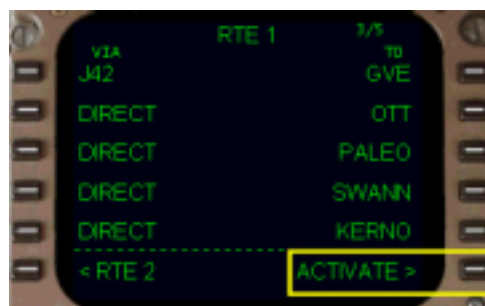 RTE 1 3/5
VIA TO
J42 GVE
DIRECT OTT
DIRECT PALEO
DIRECT SWANN
DIRECT KERNO
< RTE 2 ACTIVATE >